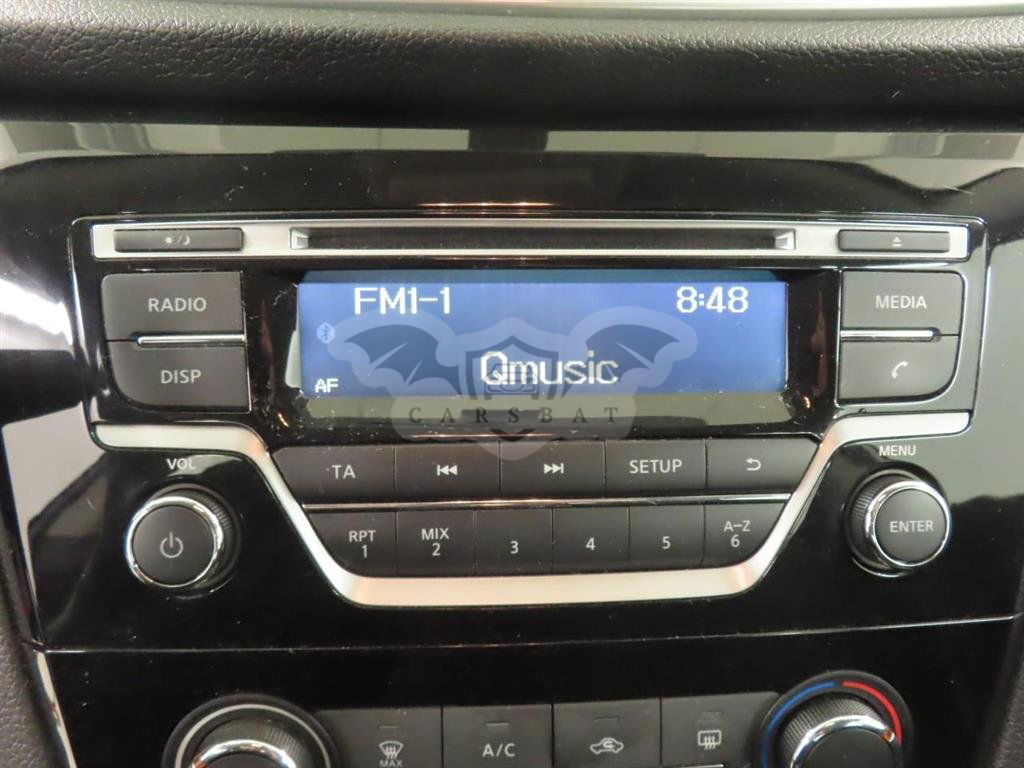 RADIO
DISP
FM1-1 8:48
AF Qmusic
CARSBAT
MEDIA
VOL
TA SETUP
MENU
RPT MIX A-Z
1 2 3 4 5 6
ENTER
MAX
A/C